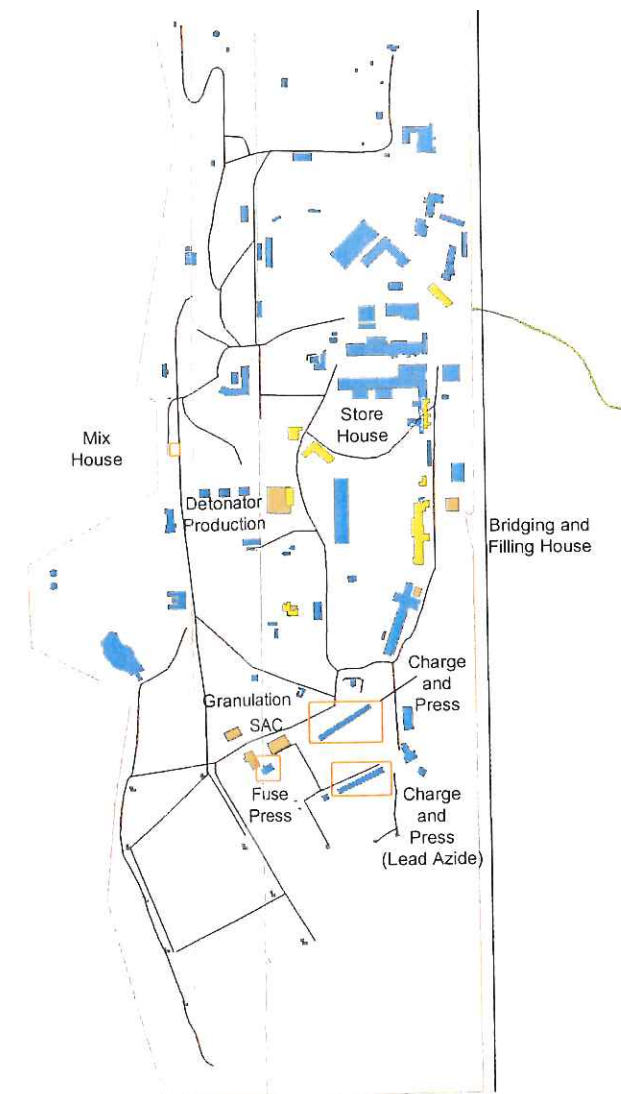 Store
House
Mix
House
Detonator
Production
Bridging and
Filling House
Charge
and
Press
Granulation
SAC
Fuse
Press
Charge
and
Press
(Lead Azide)